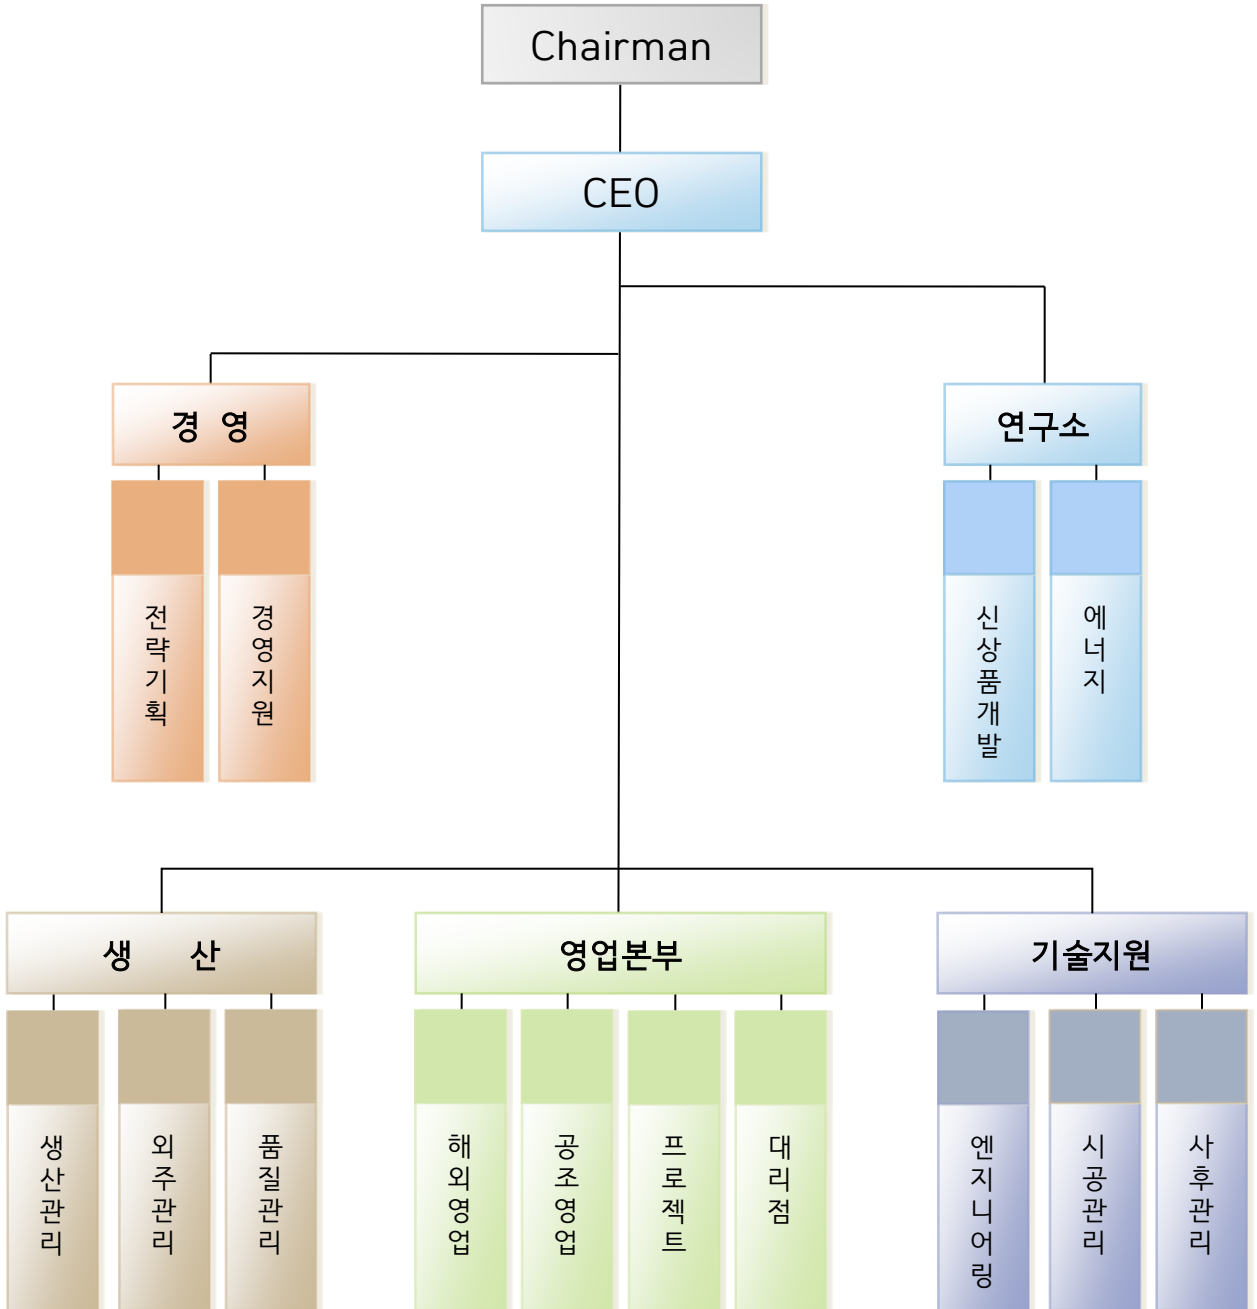 Chairman
CEO
경 영
연구소
전략기획
경영지원
신상품개발
에너지
생 산
영업본부
기술지원
생산관리
외주관리
품질관리
해외영업
공조영업
프로젝트
대리점
엔지니어링
시공관리
사후관리